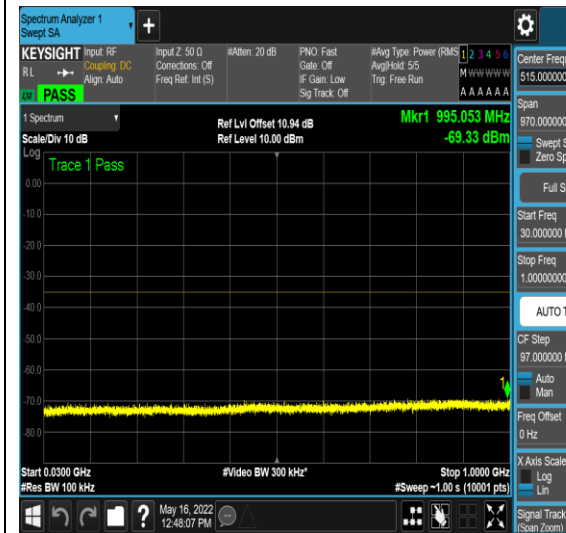 Spectrum Analyzer 1
Swept SA
+
KEYSIGHT
RL
Input: RF
Coupling: DC
Align: Auto
Input Z: 50 Ω
Corrections: Off
Freq Ref: Int (S)
#Atten: 20 dB
PNO: Fast
Gate: Off
IF Gain: Low
Sig Track: Off
#Avg Type: Power (RMS
Avg|Hold: 5/5
Trig: Free Run
1 2 3 4 5 6
M W W W W W
A A A A A A
PASS
1 Spectrum
Scale/Div 10 dB
Ref Lvl Offset 10.94 dB
Ref Level 10.00 dBm
Mkr1 995.053 MHz
-69.33 dBm
Log
Trace 1 Pass
0.00
-10.0
-20.0
-30.0
-40.0
-50.0
-60.0
-70.0
-80.0
1
Start 0.0300 GHz
#Res BW 100 kHz
#Video BW 300 kHz*
Stop 1.0000 GHz
#Sweep ~1.00 s (10001 pts)
?
May 16, 2022
12:48:07 PM
Center Frequ
515.000000
Span
970.000000
Swept S
Zero Sp
Full S
Start Freq
30.000000
Stop Freq
1.00000000
AUTO T
CF Step
97.000000
Auto
Man
Freq Offset
0 Hz
X Axis Scale
Log
Lin
Signal Track
(Span Zoom)